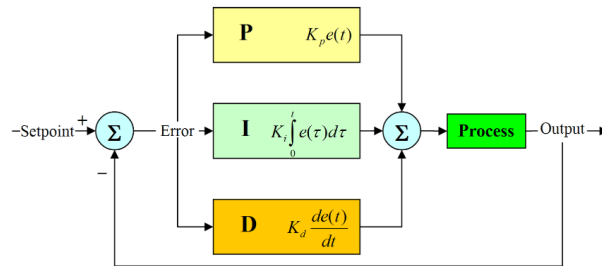 P K_p e(t)
–Setpoint + Σ Error I K_i ∫_0^t e(τ)dτ Σ Process Output
–
D K_d de(t)/dt